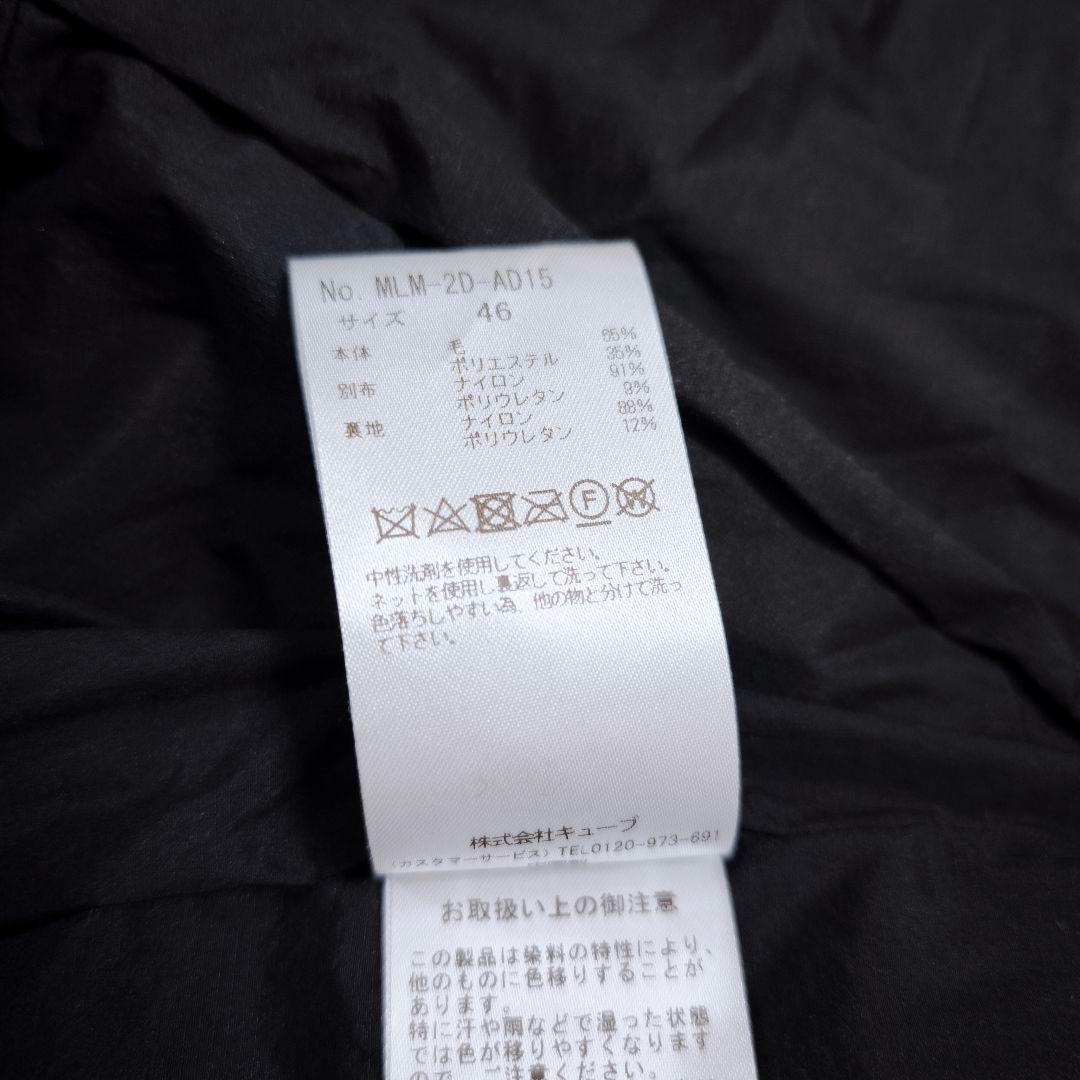 No. MLM-2D-AD15
サイズ 46
本体 毛 65%
ポリエステル 35%
別布 ナイロン 91%
ポリウレタン 9%
裏地 ナイロン 88%
ポリウレタン 12%
F
W
中性洗剤を使用してください。
ネットを使用し裏返して洗って下さい。
色落ちしやすい為、他の物と分けて洗っ
て下さい。
株式会社キューブ
(カスタマーサービス) TEL0120-973-691
お取扱い上の御注意
この製品は染料の特性により、
他のものに色移りすることが
あります。
特に汗や雨などで湿った状態
では色が移りやすくなります
ので、ご注意ください。